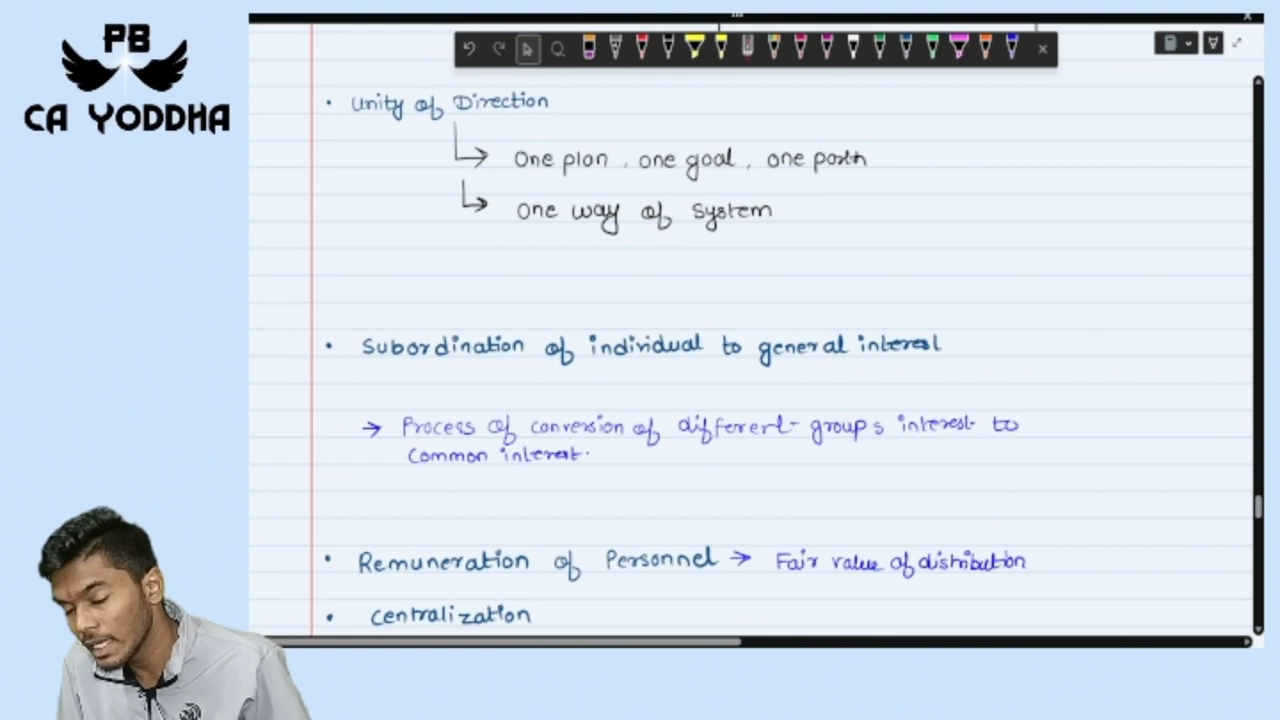 PB
CA YODDHA
• Unity of Direction
One plan, one goal, one path
One way of system
• Subordination of individual to general interest
→ Process of conversion of different groups interest to
common interest.
• Remuneration of Personnel → Fair value of distribution
• Centralization